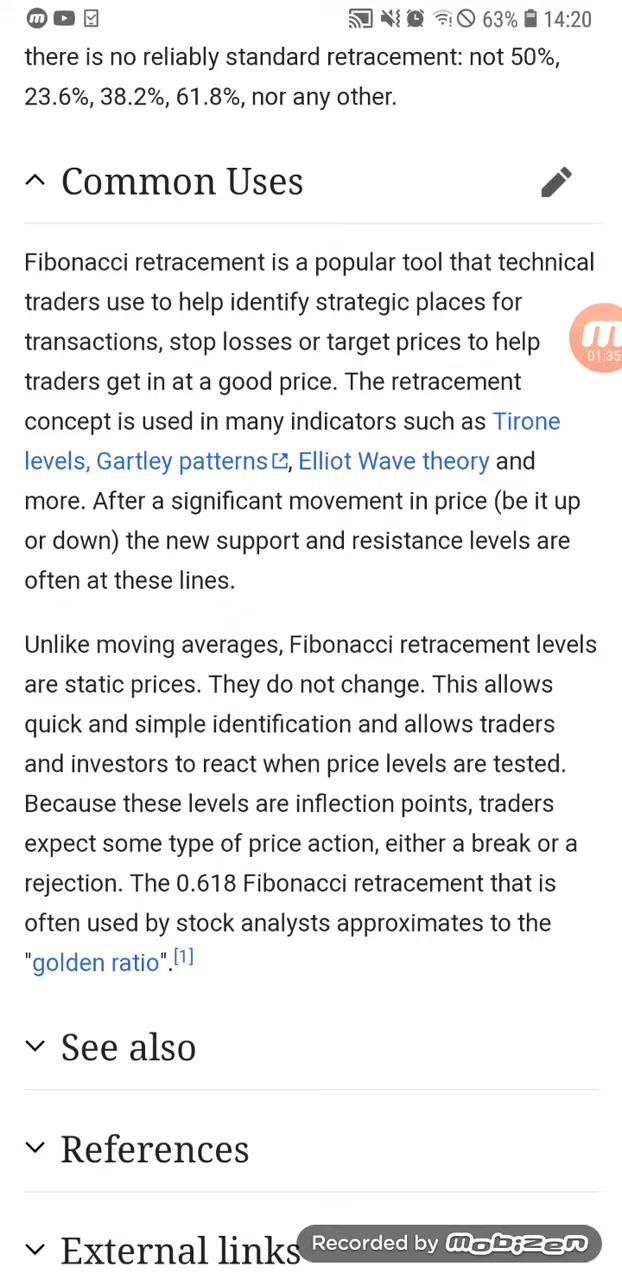 63% 14:20
there is no reliably standard retracement: not 50%,
23.6%, 38.2%, 61.8%, nor any other.
Common Uses
Fibonacci retracement is a popular tool that technical
traders use to help identify strategic places for
transactions, stop losses or target prices to help
01:35
traders get in at a good price. The retracement
concept is used in many indicators such as Tirone
levels, Gartley patterns, Elliot Wave theory and
more. After a significant movement in price (be it up
or down) the new support and resistance levels are
often at these lines.
Unlike moving averages, Fibonacci retracement levels
are static prices. They do not change. This allows
quick and simple identification and allows traders
and investors to react when price levels are tested.
Because these levels are inflection points, traders
expect some type of price action, either a break or a
rejection. The 0.618 Fibonacci retracement that is
often used by stock analysts approximates to the
"golden ratio".[1]
See also
References
External links
Recorded by mobizen